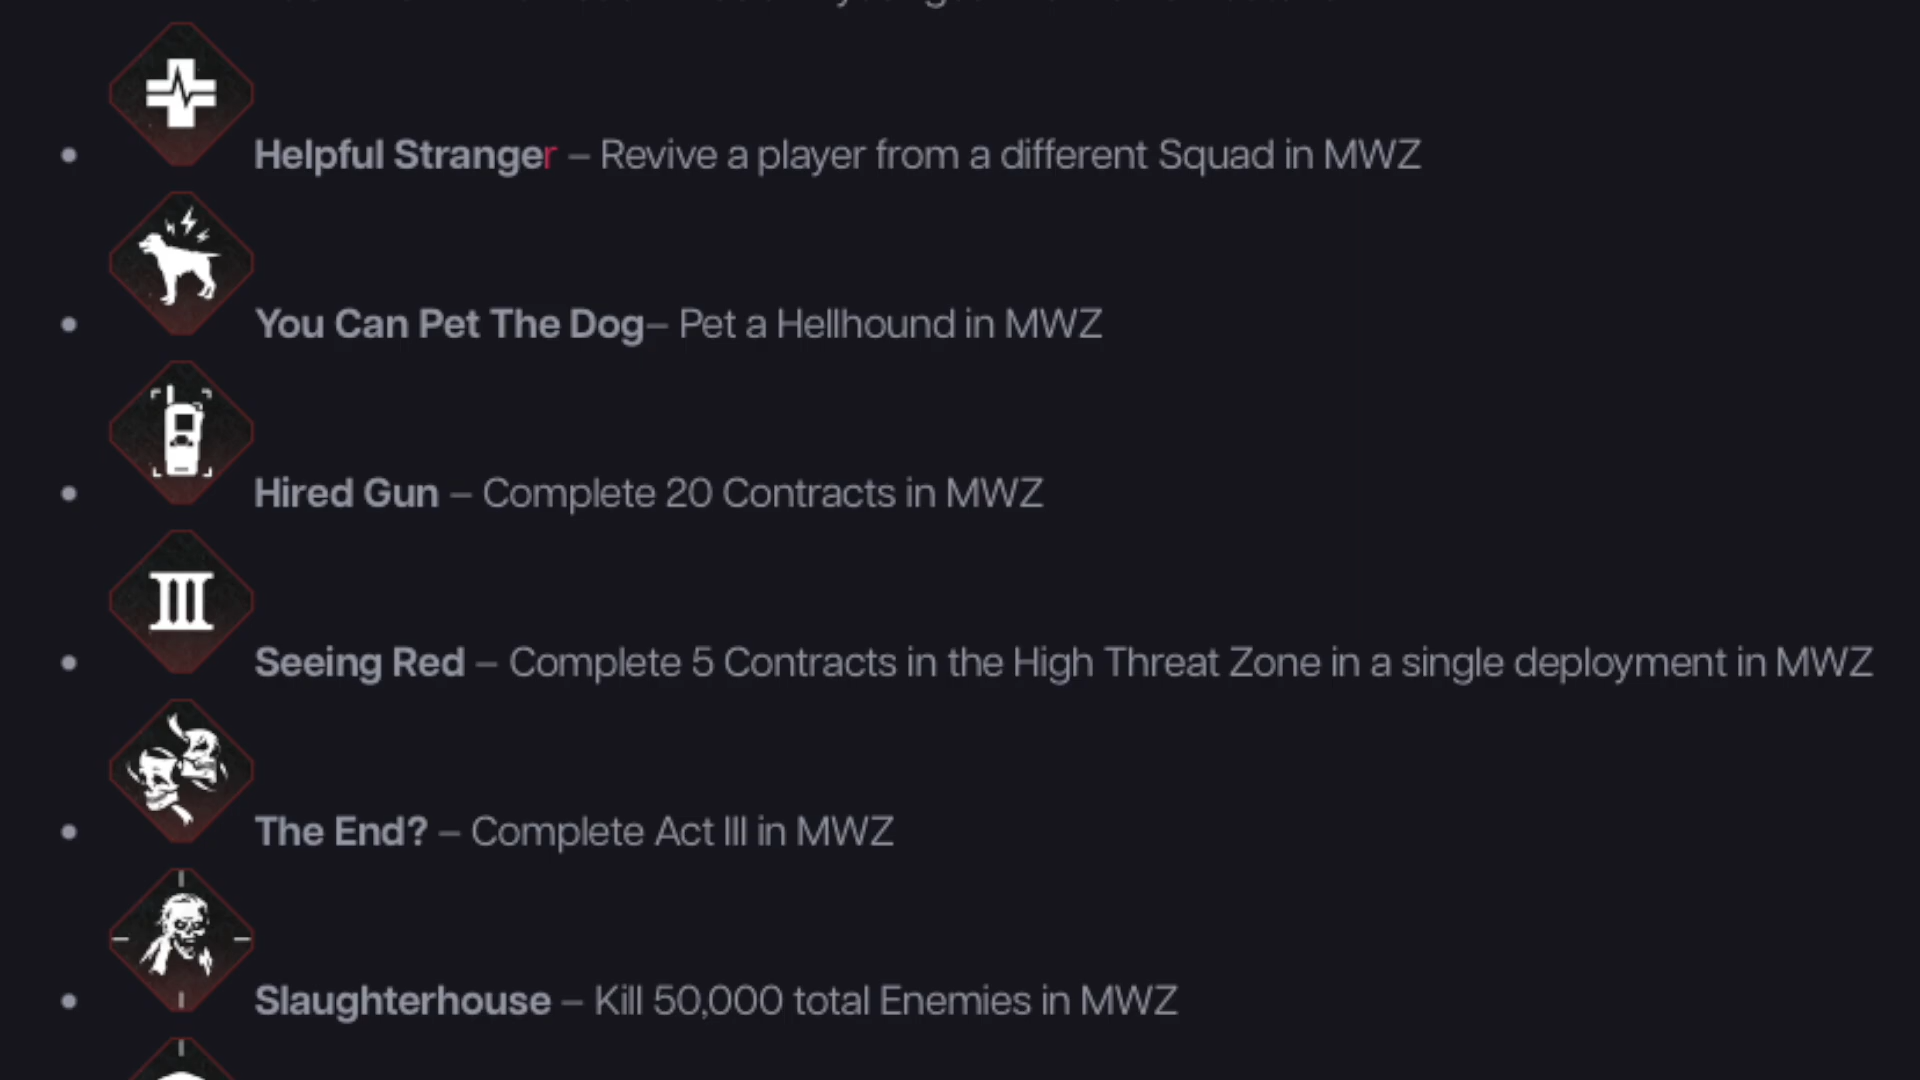 Helpful Stranger – Revive a player from a different Squad in MWZ
You Can Pet The Dog– Pet a Hellhound in MWZ
Hired Gun – Complete 20 Contracts in MWZ
III
Seeing Red – Complete 5 Contracts in the High Threat Zone in a single deployment in MWZ
The End? – Complete Act III in MWZ
Slaughterhouse – Kill 50,000 total Enemies in MWZ